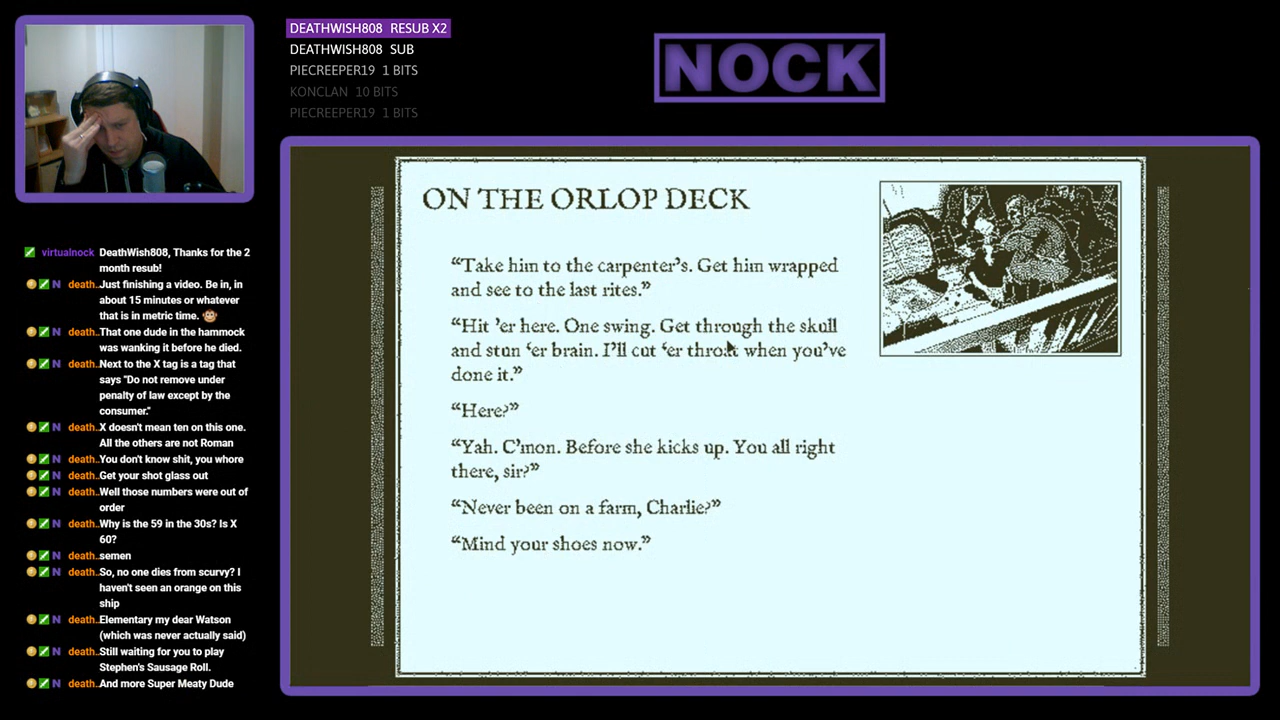 DEATHWISH808 RESUB X2
DEATHWISH808 SUB
PIECREEPER19 1 BITS
KONCLAN 10 BITS
PIECREEPER19 1 BITS
NOCK
virtualnock DeathWish808, Thanks for the 2
month resub!
death.. Just finishing a video. Be in, in
about 15 minutes or whatever
that is in metric time.
death.. That one dude in the hammock
was wanking it before he died.
death.. Next to the X tag is a tag that
says "Do not remove under
penalty of law except by the
consumer."
death.. X doesn't mean ten on this one.
All the others are not Roman
death.. You don't know shit, you whore
death.. Get your shot glass out
death.. Well those numbers were out of
order
death.. Why is the 59 in the 30s? Is X
60?
death.. semen
death.. So, no one dies from scurvy? I
haven't seen an orange on this
ship
death.. Elementary my dear Watson
(which was never actually said)
death.. Still waiting for you to play
Stephen's Sausage Roll.
death.. And more Super Meaty Dude
ON THE ORLOP DECK
“Take him to the carpenter's. Get him wrapped
and see to the last rites.”
“Hit 'er here. One swing. Get through the skull
and stun ‘er brain. I'll cut ‘er throat when you've
done it.”
“Here?”
“Yah. C'mon. Before she kicks up. You all right
there, sir?”
“Never been on a farm, Charlie?”
“Mind your shoes now.”